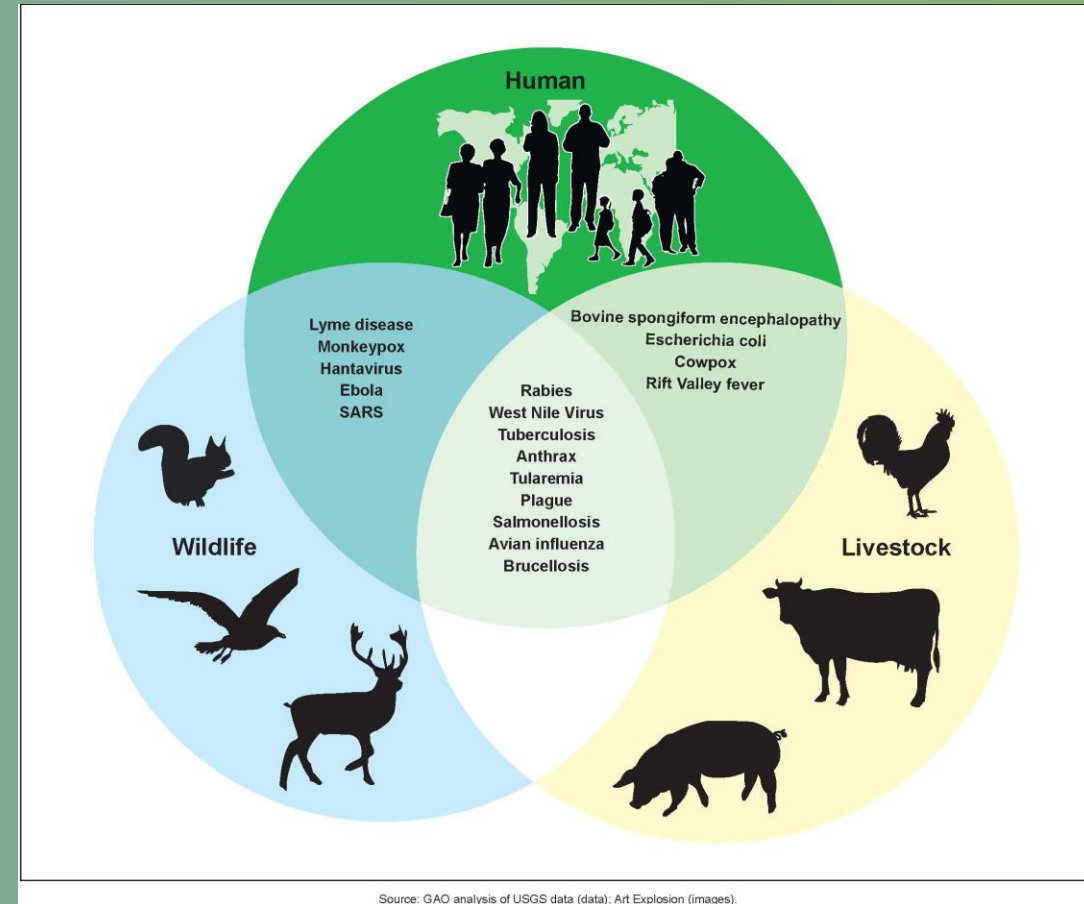 Human
Lyme disease
Monkeypox
Hantavirus
Ebola
SARS
Bovine spongiform encephalopathy
Escherichia coli
Cowpox
Rift Valley fever
Rabies
West Nile Virus
Tuberculosis
Anthrax
Tularemia
Plague
Salmonellosis
Avian influenza
Brucellosis
Wildlife
Livestock
Source: GAO analysis of USGS data (data); Art Explosion (images).